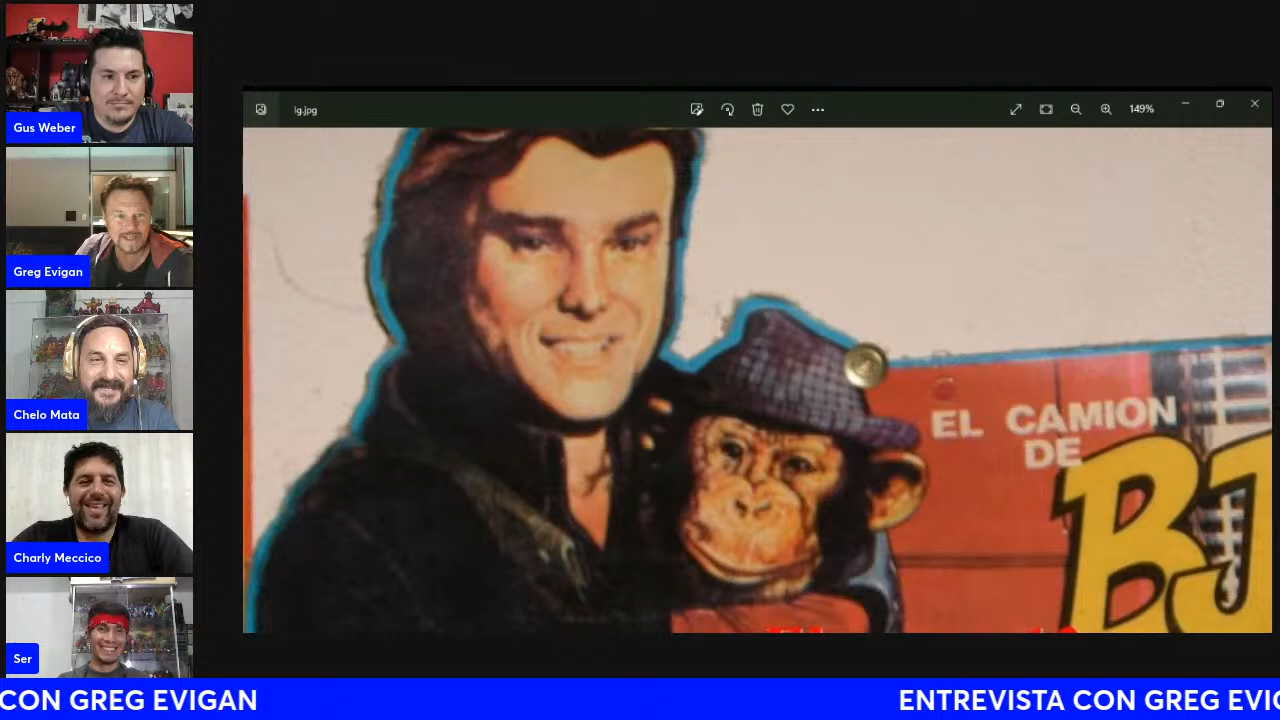 Gus Weber
Greg Evigan
Chelo Mata
Charly Meccico
Ser
lg.jpg
149%
EL CAMION
DE
BJ
CON GREG EVIGAN
ENTREVISTA CON GREG EVIG